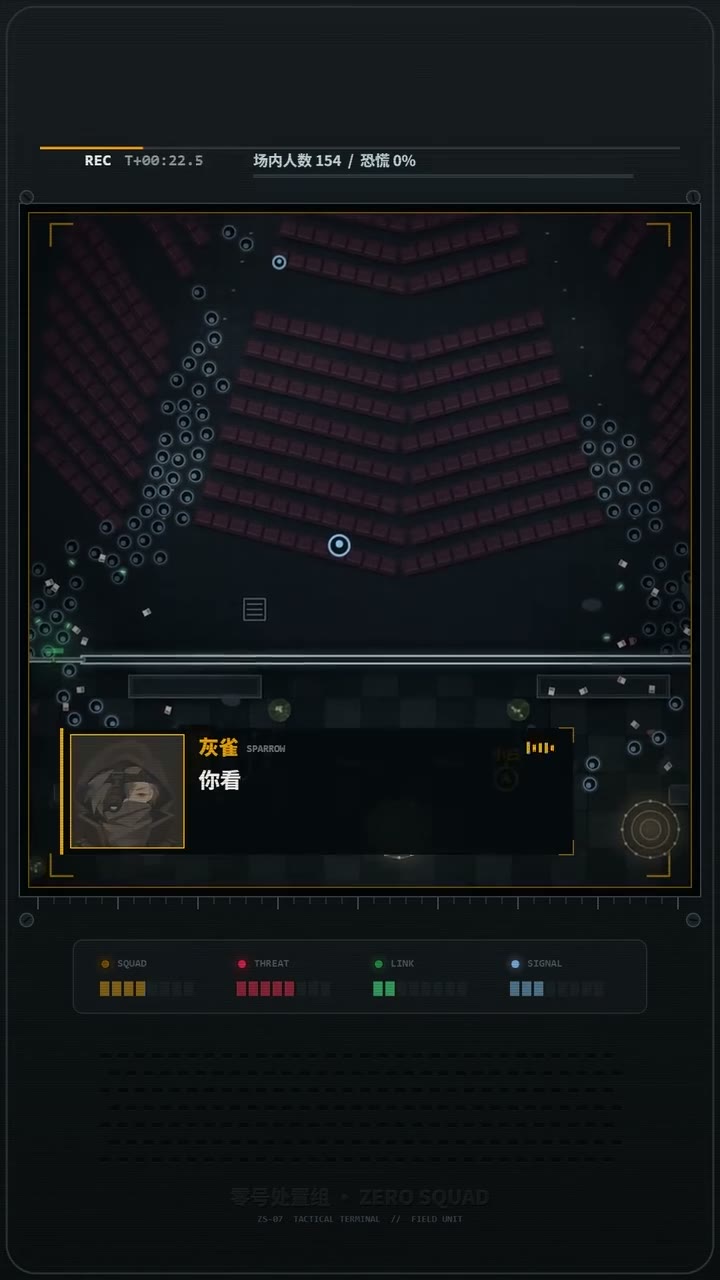 REC T+00:22.5 场内人数 154 / 恐慌 0%
灰雀 SPARROW
你看
SQUAD THREAT LINK SIGNAL
零号处置组 · ZERO SQUAD
ZS-07 TACTICAL TERMINAL // FIELD UNIT